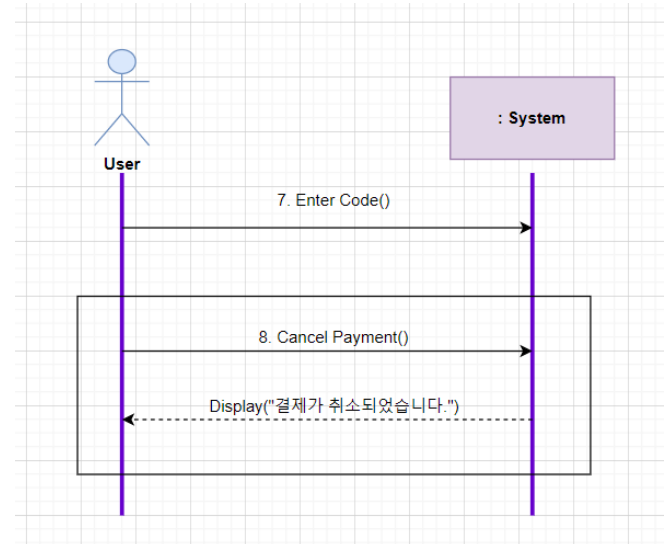 : System
User
7. Enter Code()
8. Cancel Payment()
Display("결제가 취소되었습니다.")